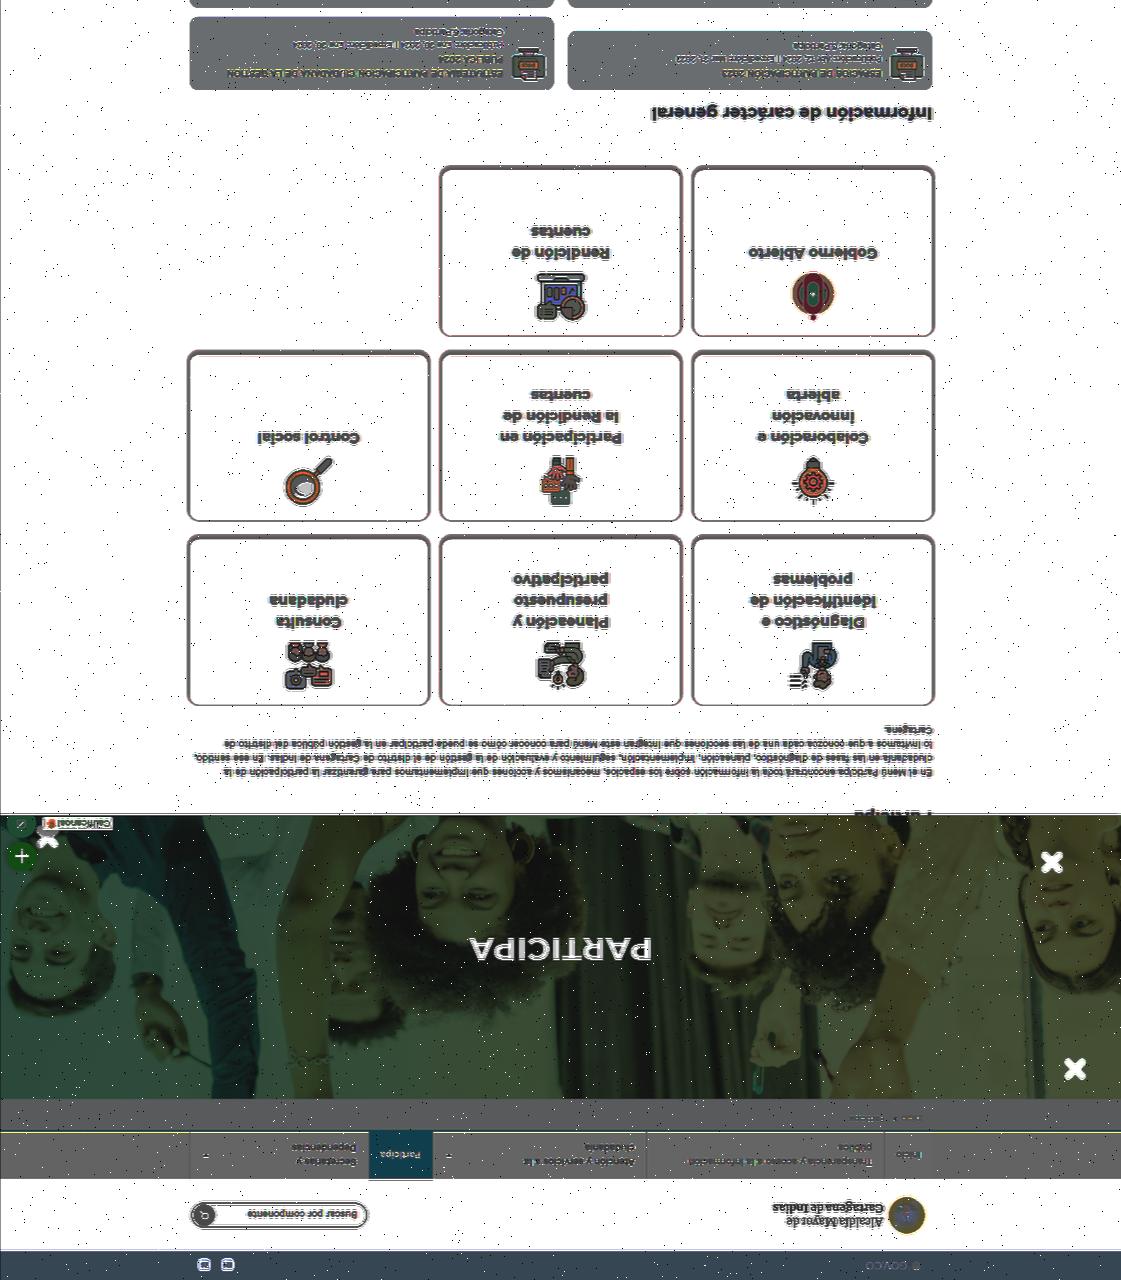 GOV.CO
Alcaldía Mayor de
Cartagena de Indias
Buscar por componente
Inicio
Transparencia y acceso a la información
pública
Atención y servicios a la
ciudadanía
Participa
Secretarías y
Dependencias
PARTICIPA
Calificanos!
Participa
En el Menú Participa encontrará toda la información sobre los espacios, mecanismos y acciones que implementamos para garantizar la participación de la
ciudadanía en las fases de diagnóstico, planeación, implementación, seguimiento y evaluación de la gestión de el distrito de Cartagena de Indias. En ese sentido,
lo invitamos a que conozca cada una de las secciones que integran este Menú para conocer cómo se puede participar en la gestión pública del distrito de
Cartagena.
Diagnóstico e
identificación de
problemas
Planeación y
presupuesto
participativo
Consulta
ciudadana
Colaboración e
innovación
abierta
Participación en
la Rendición de
cuentas
Control social
Gobierno Abierto
Rendición de
cuentas
Información de carácter general
ESPACIOS DE PARTICIPACIÓN 2023
Categoría: 6.Participa
ESTRATEGIA DE PARTICIPACION CIUDADANA DE LA GESTIÓN
PUBLICA 2024
Categoría: 6.Participa